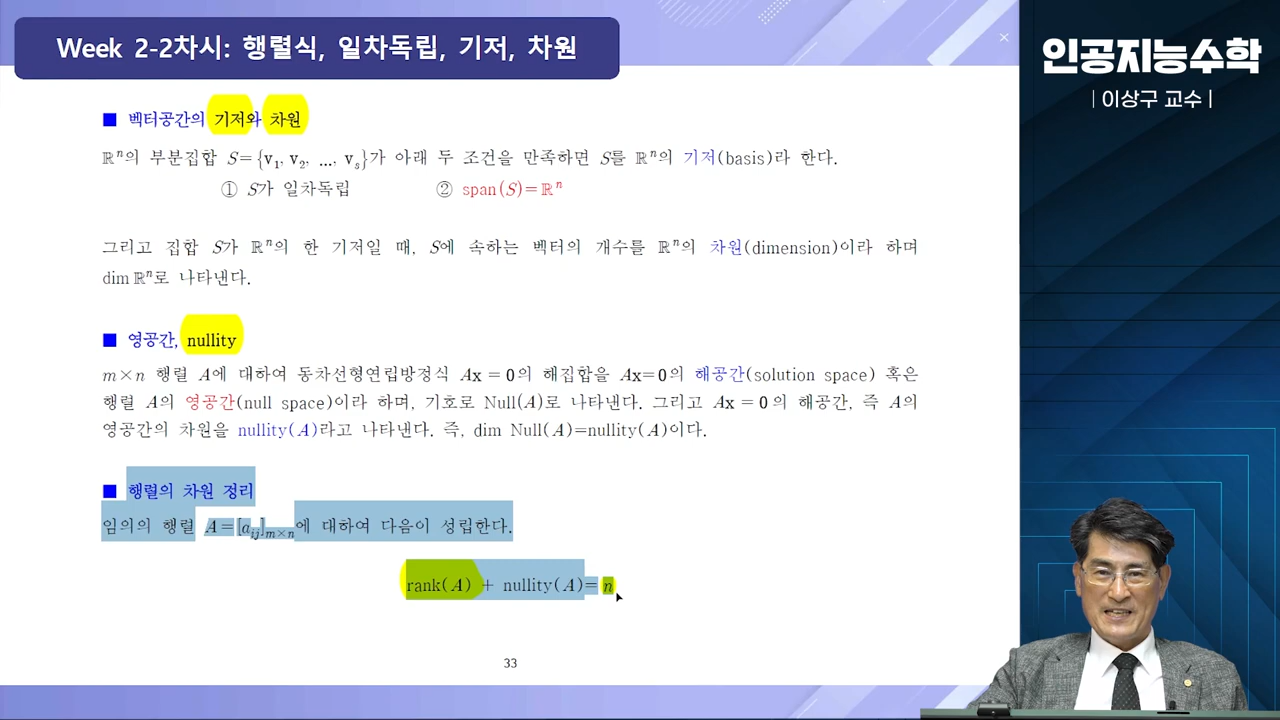 Week 2-2차시: 행렬식, 일차독립, 기저, 차원
인공지능수학
| 이상구 교수 |
■ 벡터공간의 기저와 차원
ℝⁿ의 부분집합 S={v₁, v₂, ..., vₛ}가 아래 두 조건을 만족하면 S를 ℝⁿ의 기저(basis)라 한다.
① S가 일차독립 ② span(S)=ℝⁿ
그리고 집합 S가 ℝⁿ의 한 기저일 때, S에 속하는 벡터의 개수를 ℝⁿ의 차원(dimension)이라 하며
dim ℝⁿ로 나타낸다.
■ 영공간, nullity
m×n 행렬 A에 대하여 동차선형연립방정식 Ax = 0의 해집합을 Ax=0의 해공간(solution space) 혹은
행렬 A의 영공간(null space)이라 하며, 기호로 Null(A)로 나타낸다. 그리고 Ax = 0의 해공간, 즉 A의
영공간의 차원을 nullity(A)라고 나타낸다. 즉, dim Null(A)=nullity(A)이다.
■ 행렬의 차원 정리
임의의 행렬 A=[a_{ij}]_{m×n}에 대하여 다음이 성립한다.
rank(A) + nullity(A)= n
33